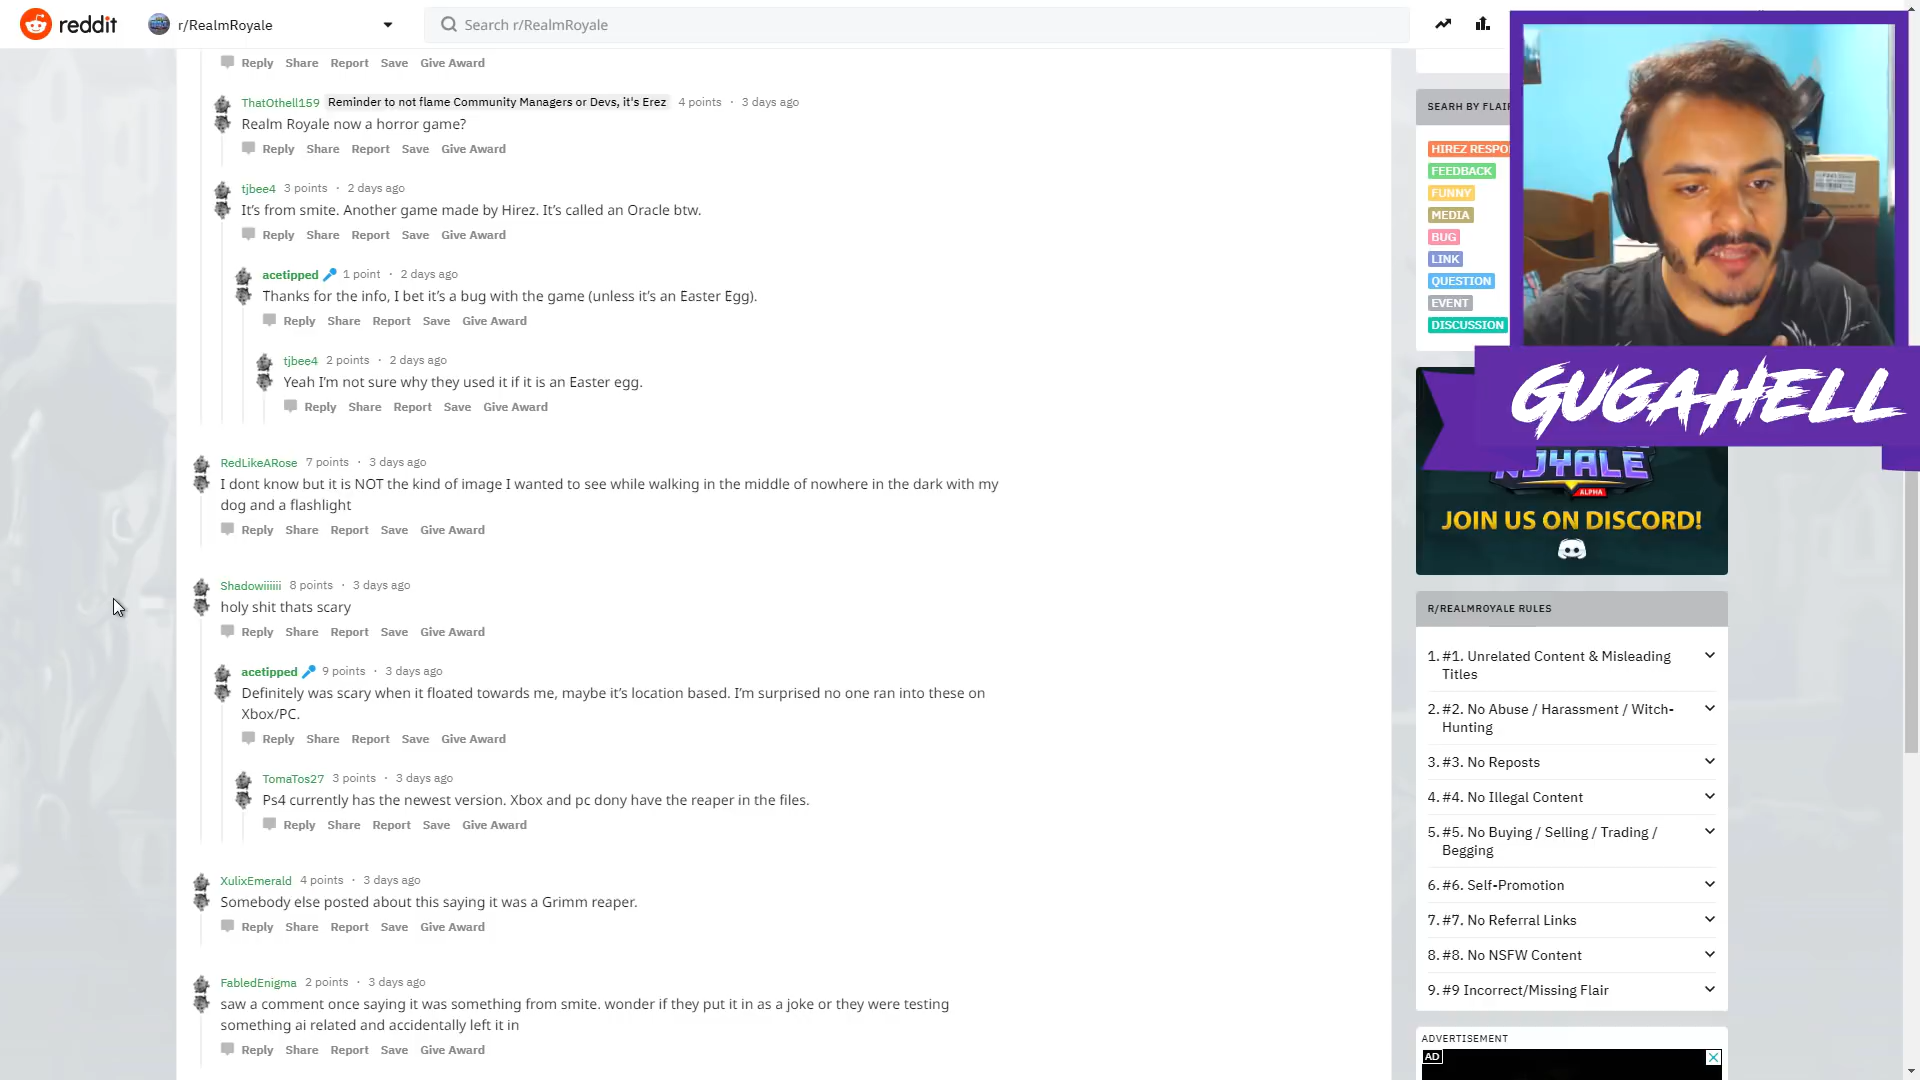 reddit
r/RealmRoyale
Search r/RealmRoyale
Reply Share Report Save Give Award
ThatOthell159 Reminder to not flame Community Managers or Devs, it's Erez 4 points · 3 days ago
Realm Royale now a horror game?
Reply Share Report Save Give Award
tjbee4 3 points · 2 days ago
It's from smite. Another game made by Hirez. It's called an Oracle btw.
Reply Share Report Save Give Award
acetipped 1 point · 2 days ago
Thanks for the info, I bet it's a bug with the game (unless it's an Easter Egg).
Reply Share Report Save Give Award
tjbee4 2 points · 2 days ago
Yeah I'm not sure why they used it if it is an Easter egg.
Reply Share Report Save Give Award
RedLikeARose 7 points · 3 days ago
I dont know but it is NOT the kind of image I wanted to see while walking in the middle of nowhere in the dark with my
dog and a flashlight
Reply Share Report Save Give Award
Shadowiiiiii 8 points · 3 days ago
holy shit thats scary
Reply Share Report Save Give Award
acetipped 9 points · 3 days ago
Definitely was scary when it floated towards me, maybe it's location based. I'm surprised no one ran into these on
Xbox/PC.
Reply Share Report Save Give Award
TomaTos27 3 points · 3 days ago
Ps4 currently has the newest version. Xbox and pc dony have the reaper in the files.
Reply Share Report Save Give Award
XulixEmerald 4 points · 3 days ago
Somebody else posted about this saying it was a Grimm reaper.
Reply Share Report Save Give Award
FabledEnigma 2 points · 3 days ago
saw a comment once saying it was something from smite. wonder if they put it in as a joke or they were testing
something ai related and accidentally left it in
Reply Share Report Save Give Award
SEARH BY FLAIR
HIREZ RESPO
FEEDBACK
FUNNY
MEDIA
BUG
LINK
QUESTION
EVENT
DISCUSSION
GUGAHELL
ROYALE
ALPHA
JOIN US ON DISCORD!
R/REALMROYALE RULES
1. #1. Unrelated Content & Misleading
Titles
2. #2. No Abuse / Harassment / Witch-
Hunting
3. #3. No Reposts
4. #4. No Illegal Content
5. #5. No Buying / Selling / Trading /
Begging
6. #6. Self-Promotion
7. #7. No Referral Links
8. #8. No NSFW Content
9. #9 Incorrect/Missing Flair
ADVERTISEMENT
AD